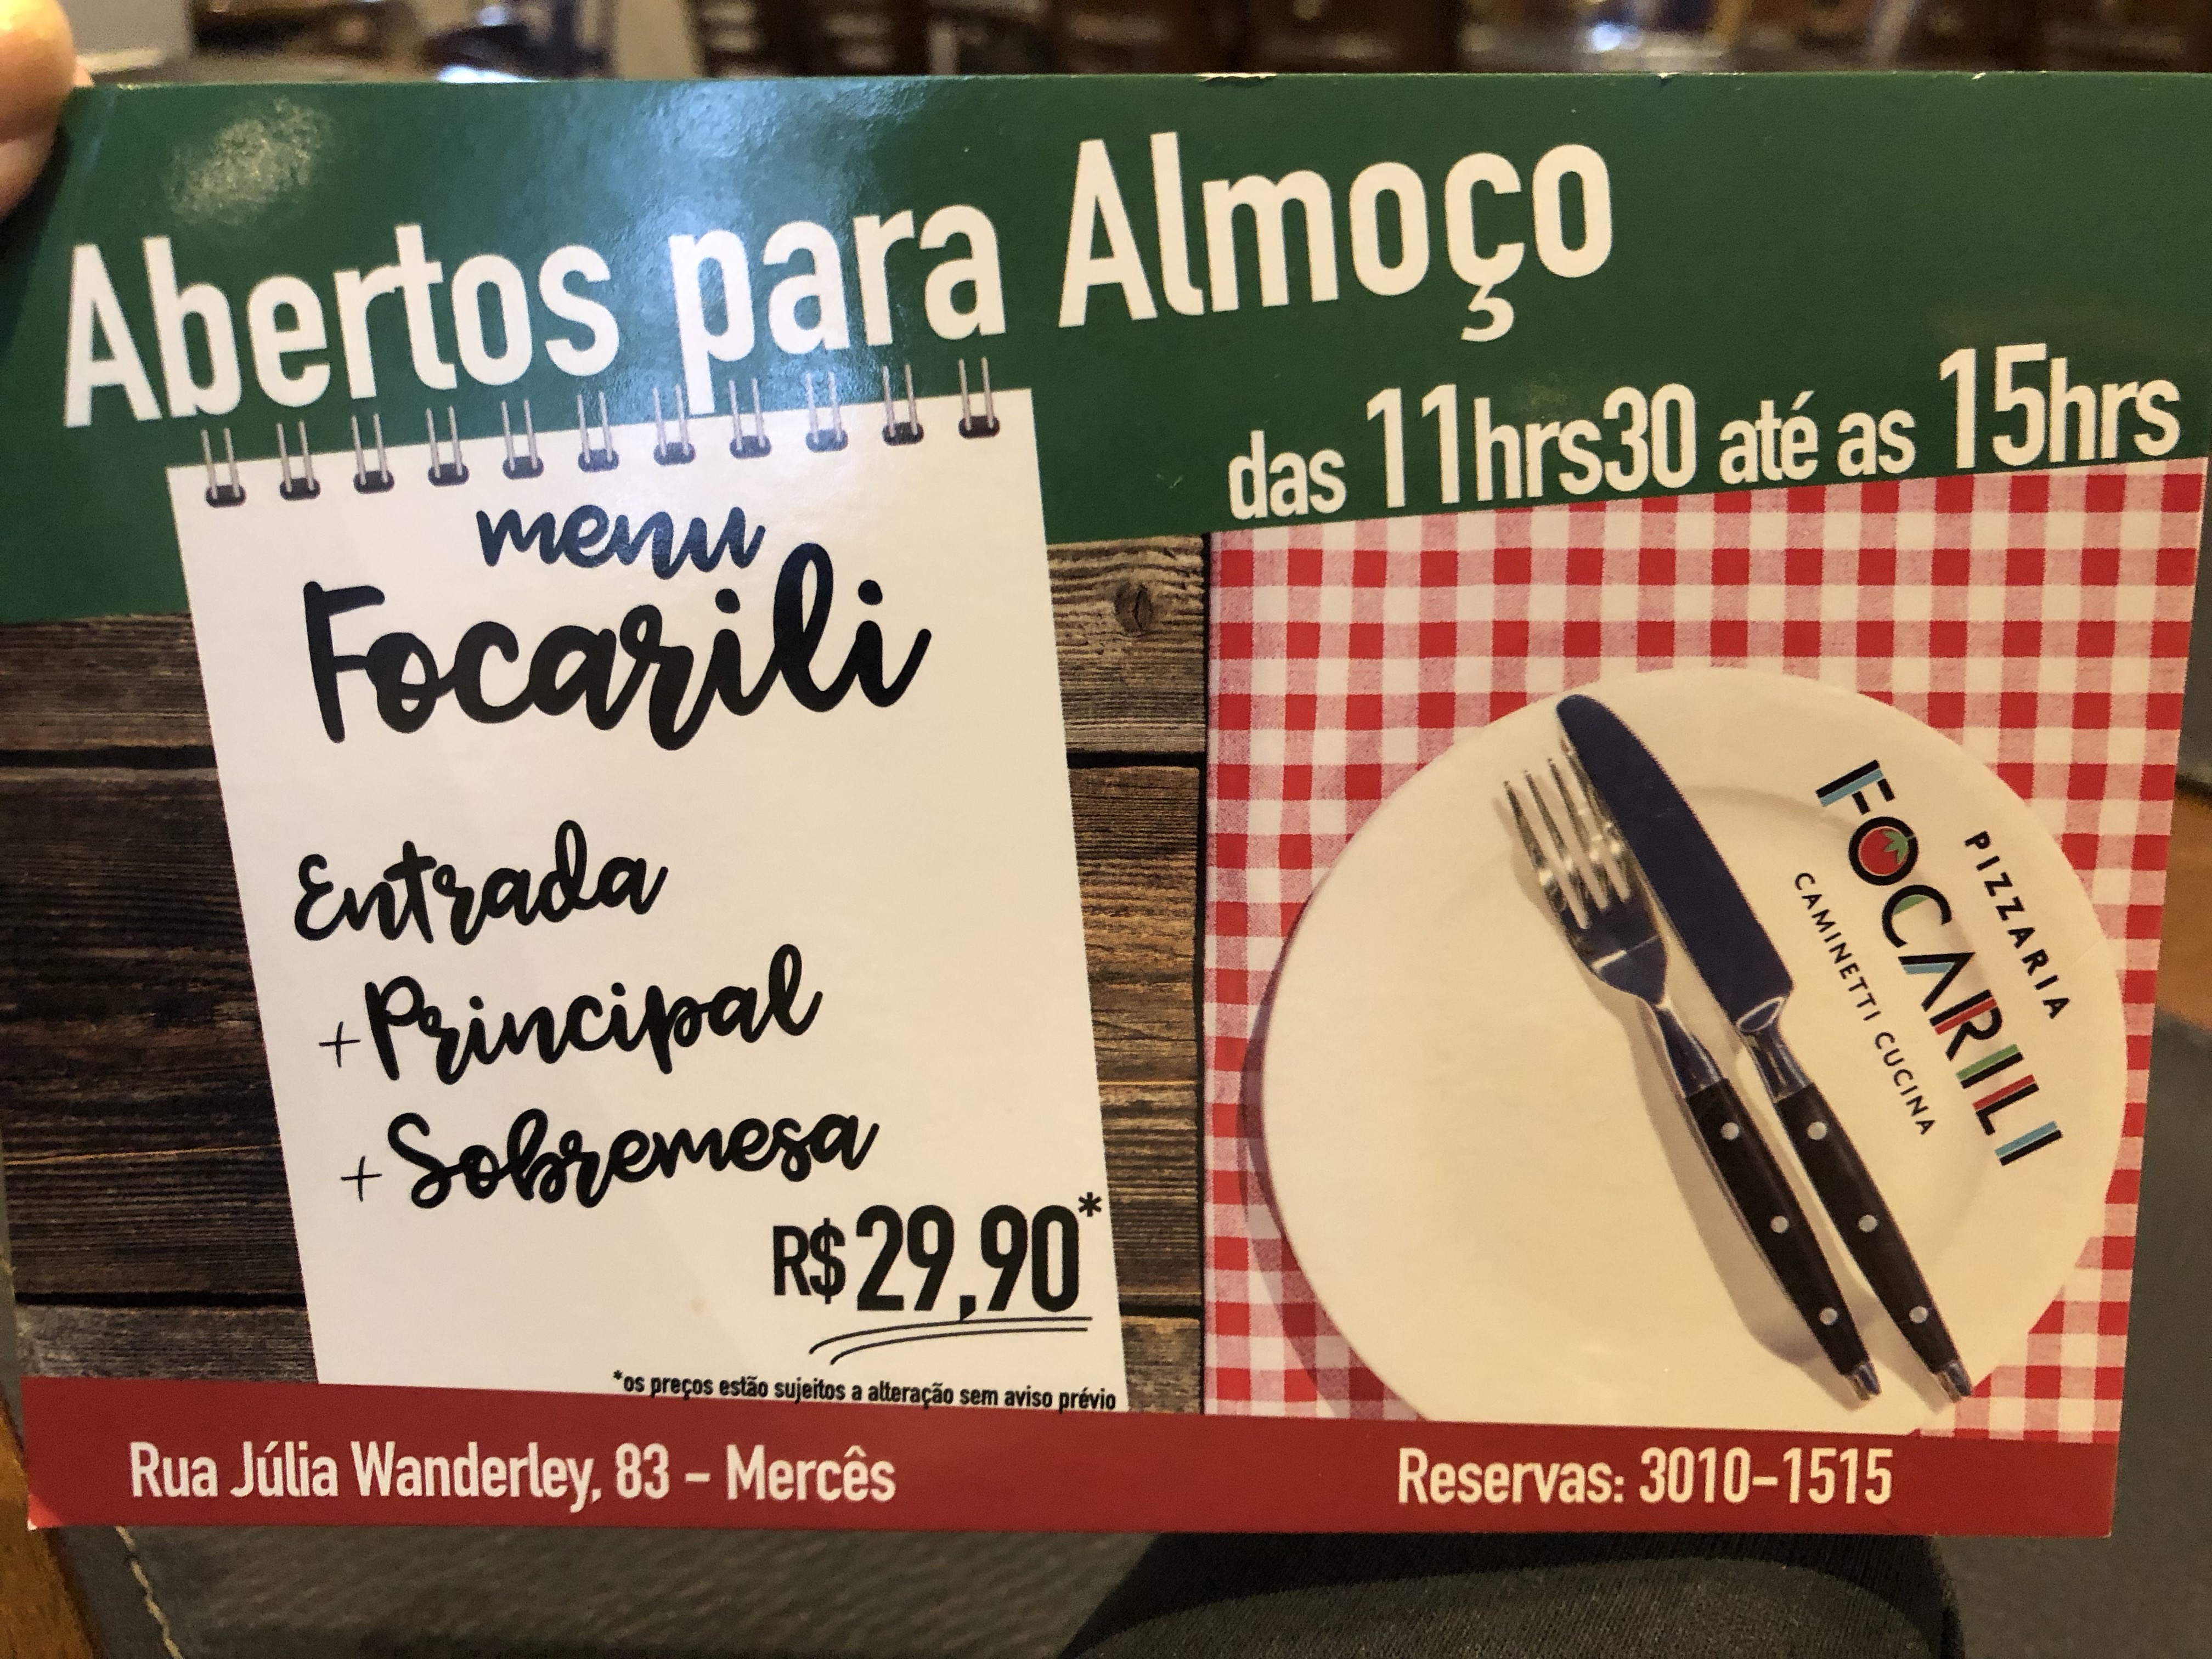 Abertos para Almoço
das 11hrs30 até as 15hrs
menu
Focarili
Entrada
+Principal
+Sobremesa
R$29,90*
*os preços estão sujeitos a alteração sem aviso prévio
PIZZARIA
FOCARILI
CAMINETTI CUCINA
Rua Júlia Wanderley, 83 – Mercês
Reservas: 3010-1515